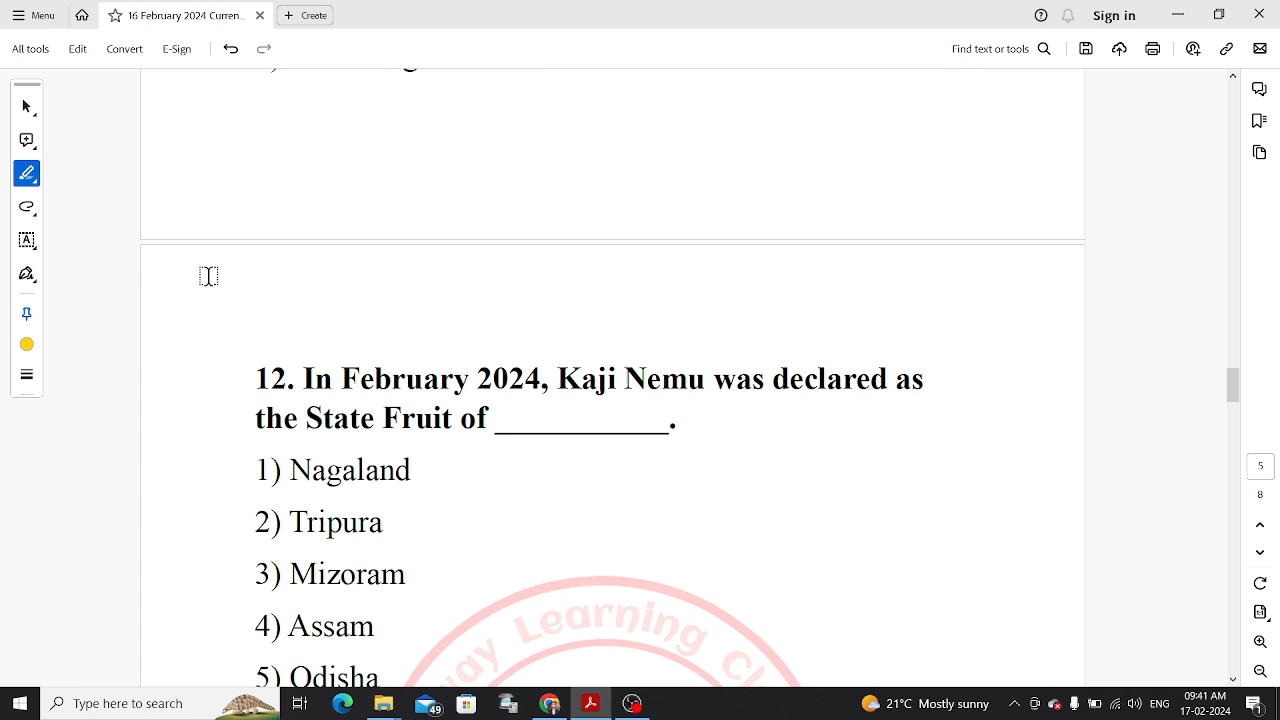 Menu
16 February 2024 Curren...
Create
Sign in
All tools
Edit
Convert
E-Sign
Find text or tools
12. In February 2024, Kaji Nemu was declared as
the State Fruit of ___________.
1) Nagaland
2) Tripura
3) Mizoram
4) Assam
5) Odisha
way Learning Cl
5
8
Type here to search
21°C Mostly sunny
ENG
09:41 AM
17-02-2024